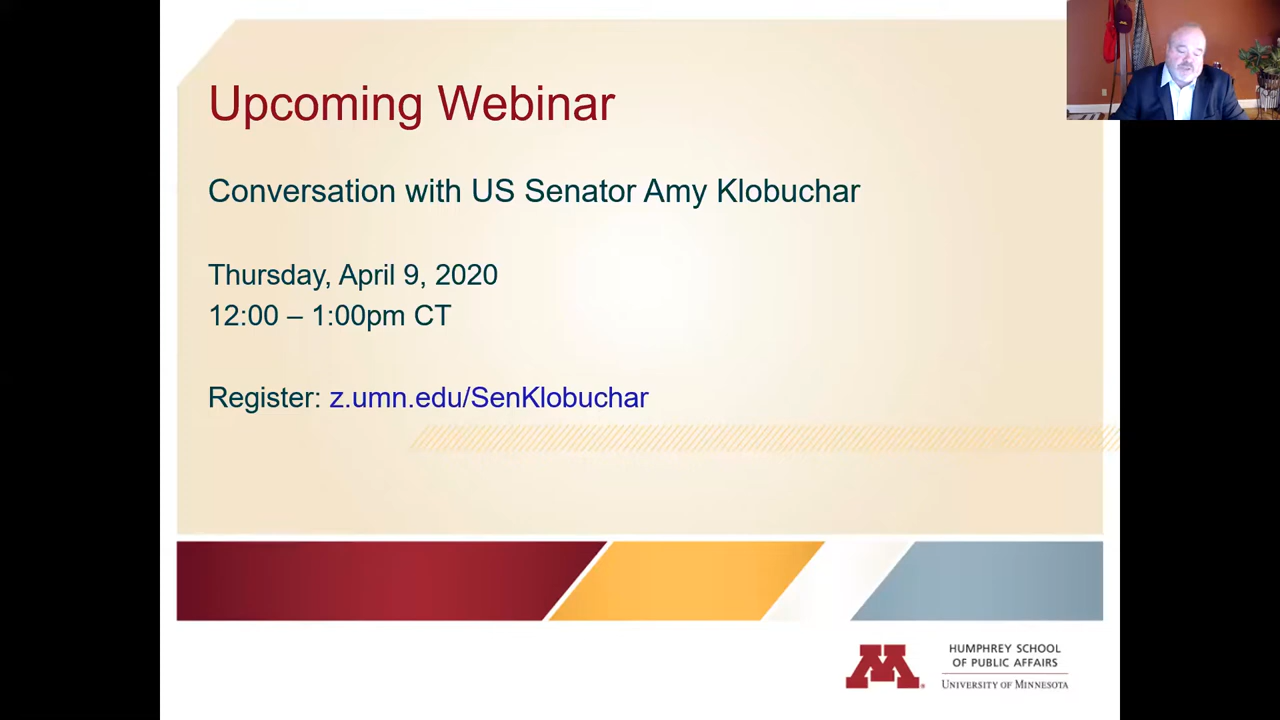 Upcoming Webinar
Conversation with US Senator Amy Klobuchar
Thursday, April 9, 2020
12:00 – 1:00pm CT
Register: z.umn.edu/SenKlobuchar
M
HUMPHREY SCHOOL
OF PUBLIC AFFAIRS
UNIVERSITY OF MINNESOTA